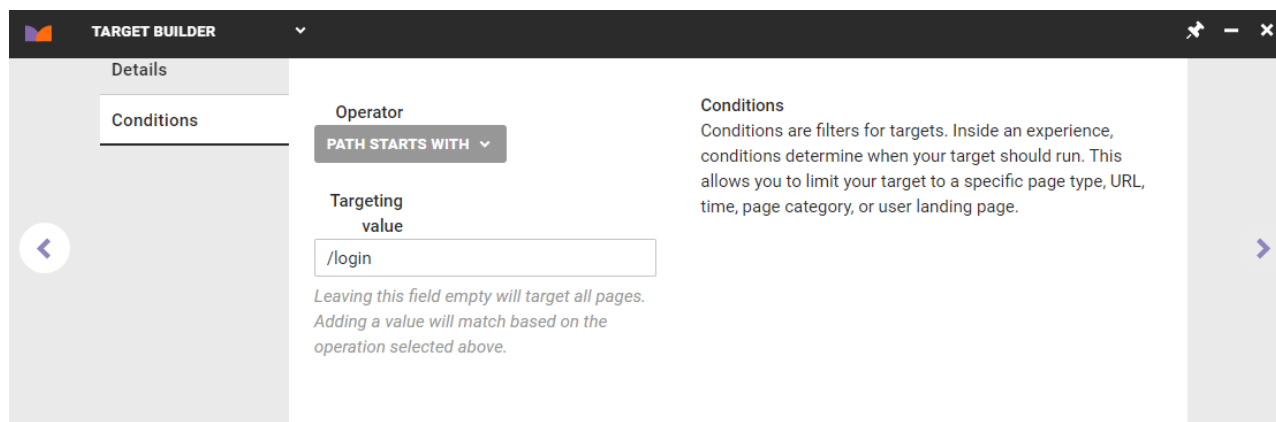 TARGET BUILDER
Details
Conditions
Operator
PATH STARTS WITH
Targeting
value
/login
Leaving this field empty will target all pages.
Adding a value will match based on the
operation selected above.
Conditions
Conditions are filters for targets. Inside an experience,
conditions determine when your target should run. This
allows you to limit your target to a specific page type, URL,
time, page category, or user landing page.